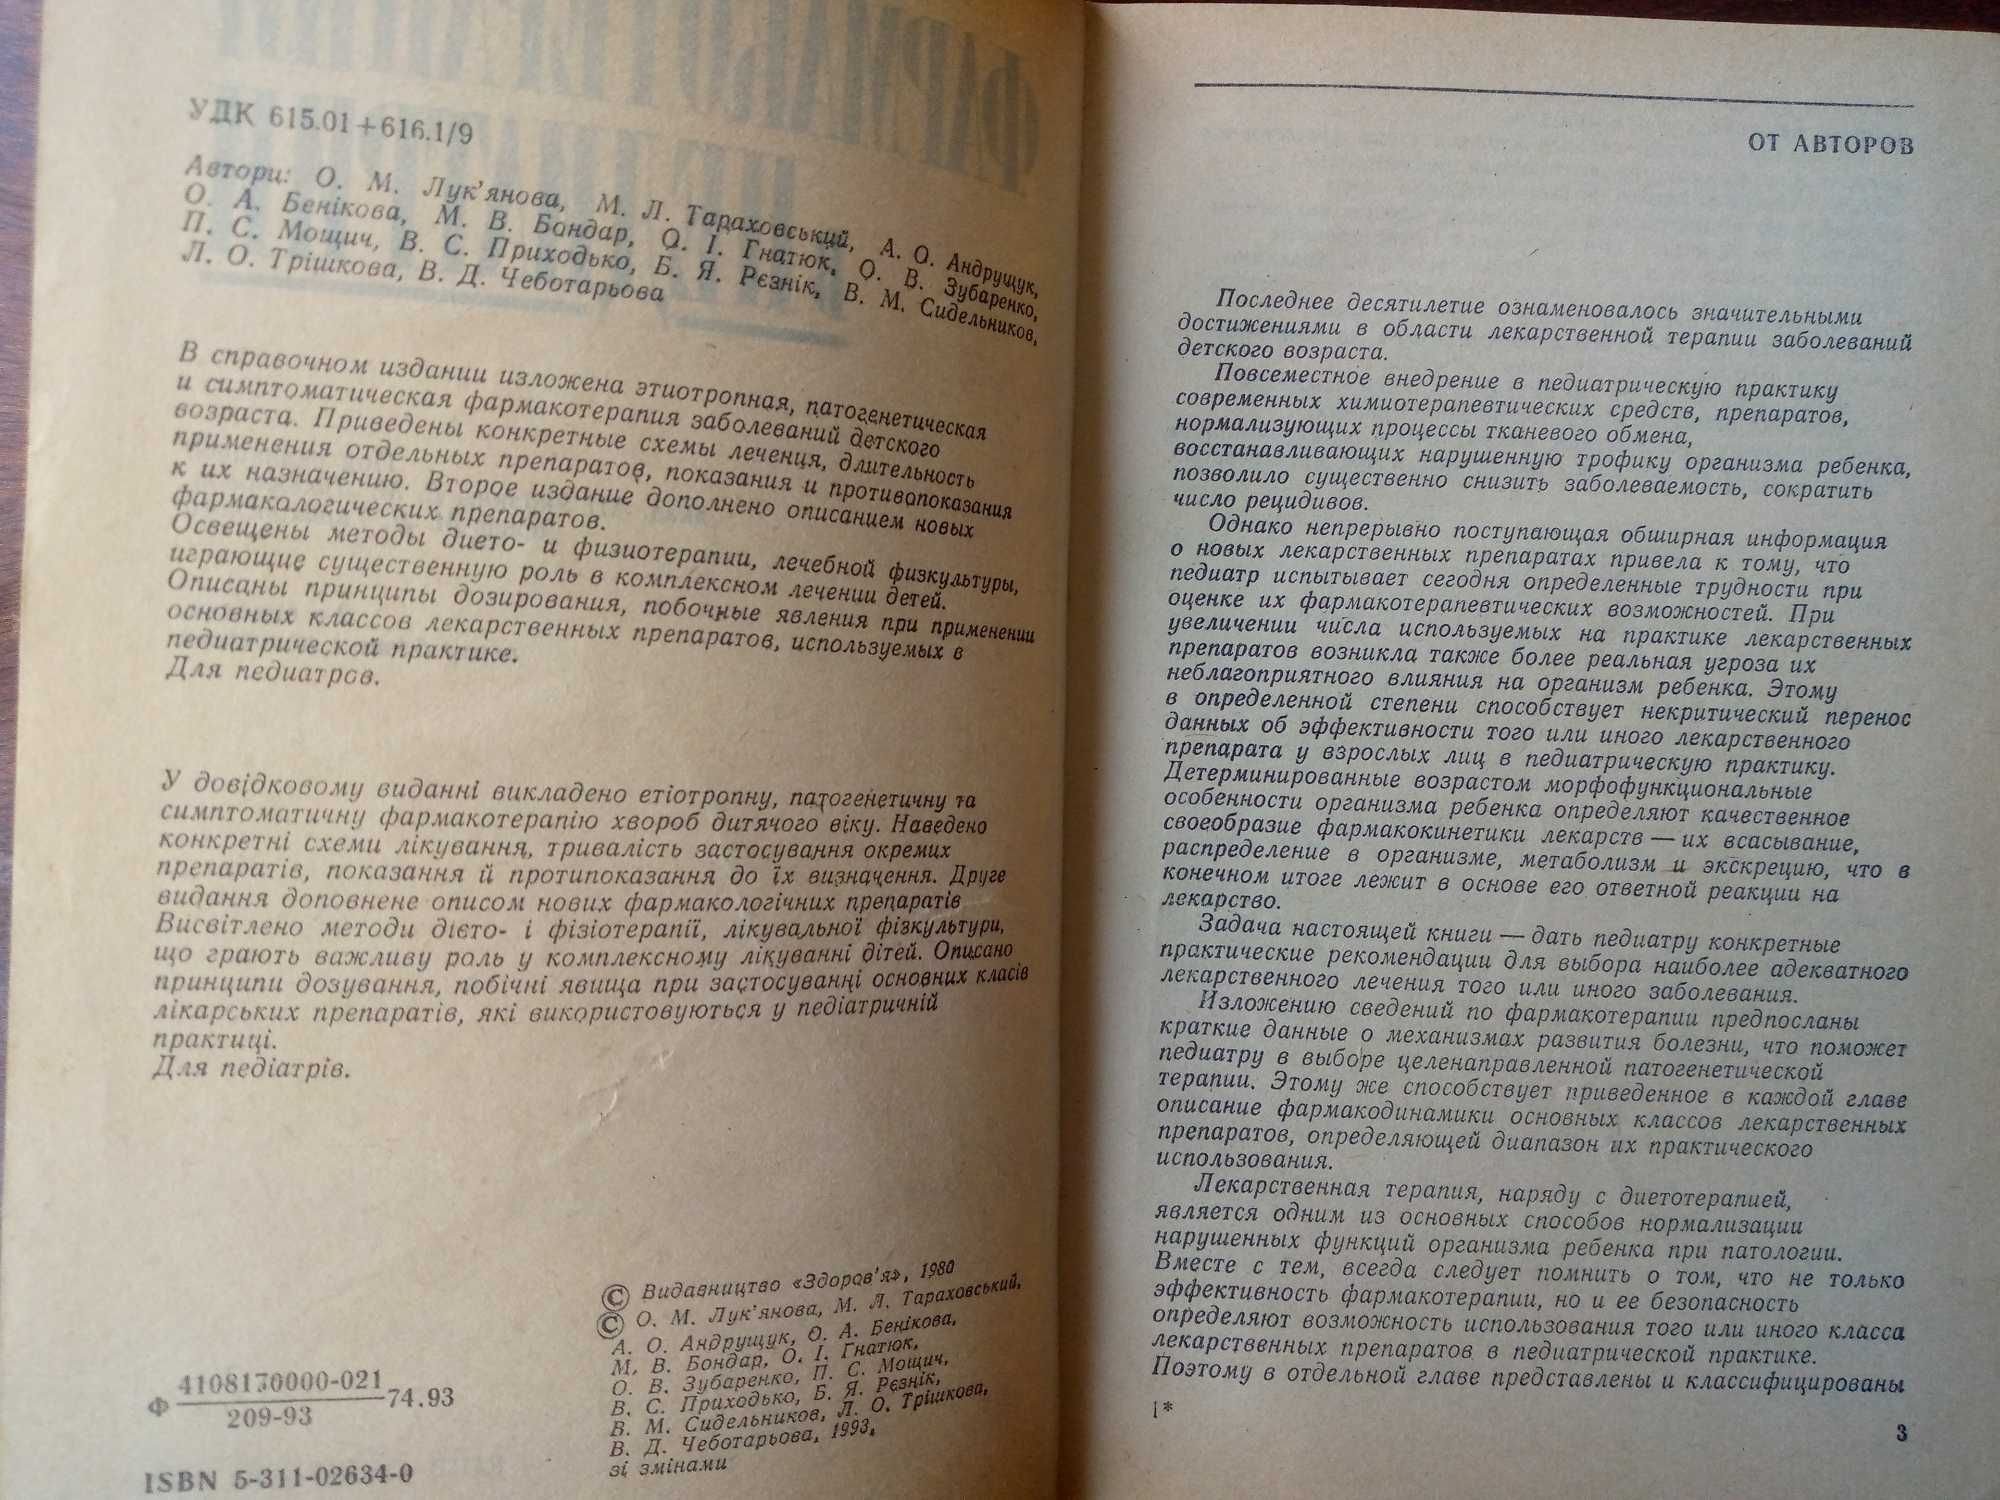 УДК 615.01+616.1/9
Автори: О. М. Лук'янова, М. Л. Тараховський, А. О. Андрущук,
О. А. Бенікова, М. В. Бондар, О. І. Гнатюк, О. В. Зубаренко,
П. С. Мощич, В. С. Приходько, Б. Я. Рєзнік, В. М. Сидельников,
Л. О. Трішкова, В. Д. Чеботарьова
В справочном издании изложена этиотропная, патогенетическая
и симптоматическая фармакотерапия заболеваний детского
возраста. Приведены конкретные схемы лечения, длительность
применения отдельных препаратов, показания и противопоказания
к их назначению. Второе издание дополнено описанием новых
фармакологических препаратов.
Освещены методы дието- и физиотерапии, лечебной физкультуры,
играющие существенную роль в комплексном лечении детей.
Описаны принципы дозирования, побочные явления при применении
основных классов лекарственных препаратов, используемых в
педиатрической практике.
Для педиатров.
У довідковому виданні викладено етіотропну, патогенетичну та
симптоматичну фармакотерапію хвороб дитячого віку. Наведено
конкретні схеми лікування, тривалість застосування окремих
препаратів, показання й протипоказання до їх визначення. Друге
видання доповнене описом нових фармакологічних препаратів
Висвітлено методи дієто- і фізіотерапії, лікувальної фізкультури,
що грають важливу роль у комплексному лікуванні дітей. Описано
принципи дозування, побічні явища при застосуванні основних класів
лікарських препаратів, які використовуються у педіатричній
практиці.
Для педіатрів.
© Видавництво «Здоров'я», 1980
© О. М. Лук'янова, М. Л. Тараховський,
А. О. Андрущук, О. А. Бенікова,
М. В. Бондар, О. І. Гнатюк,
О. В. Зубаренко, П. С. Мощич,
В. С. Приходько, Б. Я. Рєзнік,
В. М. Сидельников, Л. О. Трішкова,
В. Д. Чеботарьова, 1993,
зі змінами
4108170000-021
Ф 74.93
209-93
ISBN 5-311-02634-0
ОТ АВТОРОВ
Последнее десятилетие ознаменовалось значительными
достижениями в области лекарственной терапии заболеваний
детского возраста.
Повсеместное внедрение в педиатрическую практику
современных химиотерапевтических средств, препаратов,
нормализующих процессы тканевого обмена,
восстанавливающих нарушенную трофику организма ребенка,
позволило существенно снизить заболеваемость, сократить
число рецидивов.
Однако непрерывно поступающая обширная информация
о новых лекарственных препаратах привела к тому, что
педиатр испытывает сегодня определенные трудности при
оценке их фармакотерапевтических возможностей. При
увеличении числа используемых на практике лекарственных
препаратов возникла также более реальная угроза их
неблагоприятного влияния на организм ребенка. Этому
в определенной степени способствует некритический перенос
данных об эффективности того или иного лекарственного
препарата у взрослых лиц в педиатрическую практику.
Детерминированные возрастом морфофункциональные
особенности организма ребенка определяют качественное
своеобразие фармакокинетики лекарств — их всасывание,
распределение в организме, метаболизм и экскрецию, что в
конечном итоге лежит в основе его ответной реакции на
лекарство.
Задача настоящей книги — дать педиатру конкретные
практические рекомендации для выбора наиболее адекватного
лекарственного лечения того или иного заболевания.
Изложению сведений по фармакотерапии предпосланы
краткие данные о механизмах развития болезни, что поможет
педиатру в выборе целенаправленной патогенетической
терапии. Этому же способствует приведенное в каждой главе
описание фармакодинамики основных классов лекарственных
препаратов, определяющей диапазон их практического
использования.
Лекарственная терапия, наряду с диетотерапией,
является одним из основных способов нормализации
нарушенных функций организма ребенка при патологии.
Вместе с тем, всегда следует помнить о том, что не только
эффективность фармакотерапии, но и ее безопасность
определяют возможность использования того или иного класса
лекарственных препаратов в педиатрической практике.
Поэтому в отдельной главе представлены и классифицированы
1*
3